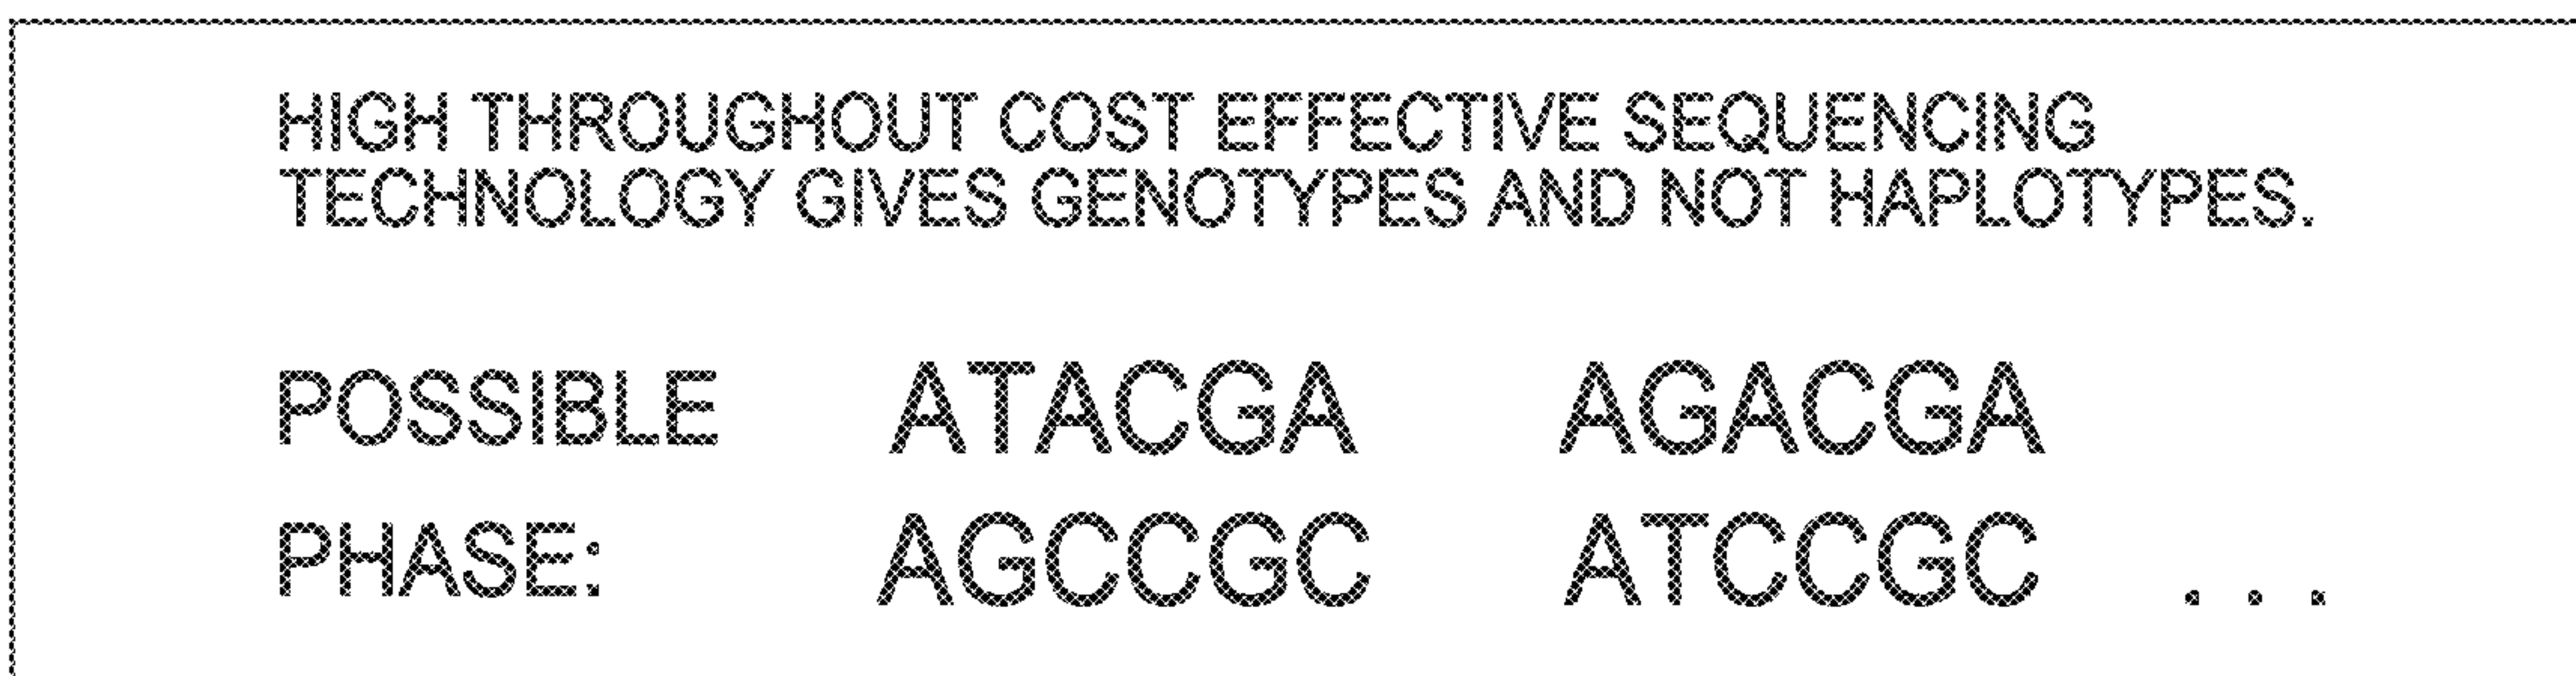 HIGH THROUGHOUT COST EFFECTIVE SEQUENCING
TECHNOLOGY GIVES GENOTYPES AND NOT HAPLOTYPES.
POSSIBLE ATACGA AGACGA
PHASE: AGCCGC ATCCGC . . .